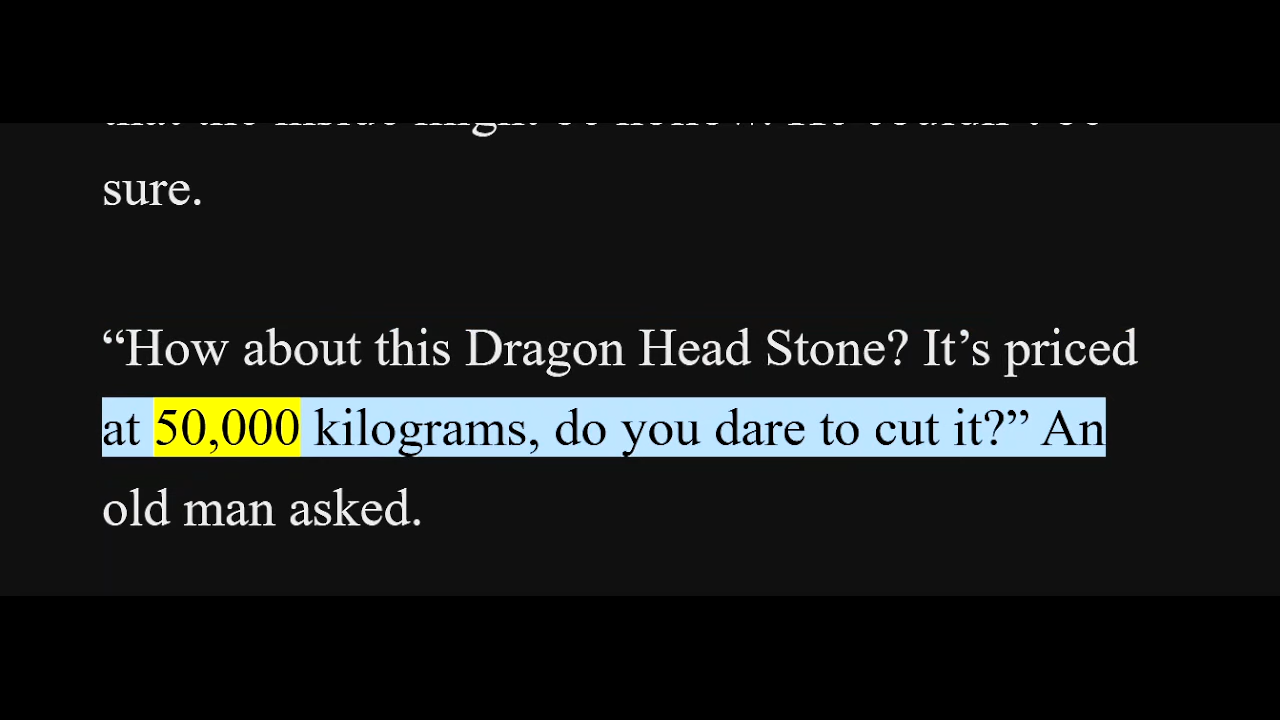 sure.
“How about this Dragon Head Stone? It’s priced
at 50,000 kilograms, do you dare to cut it?” An
old man asked.